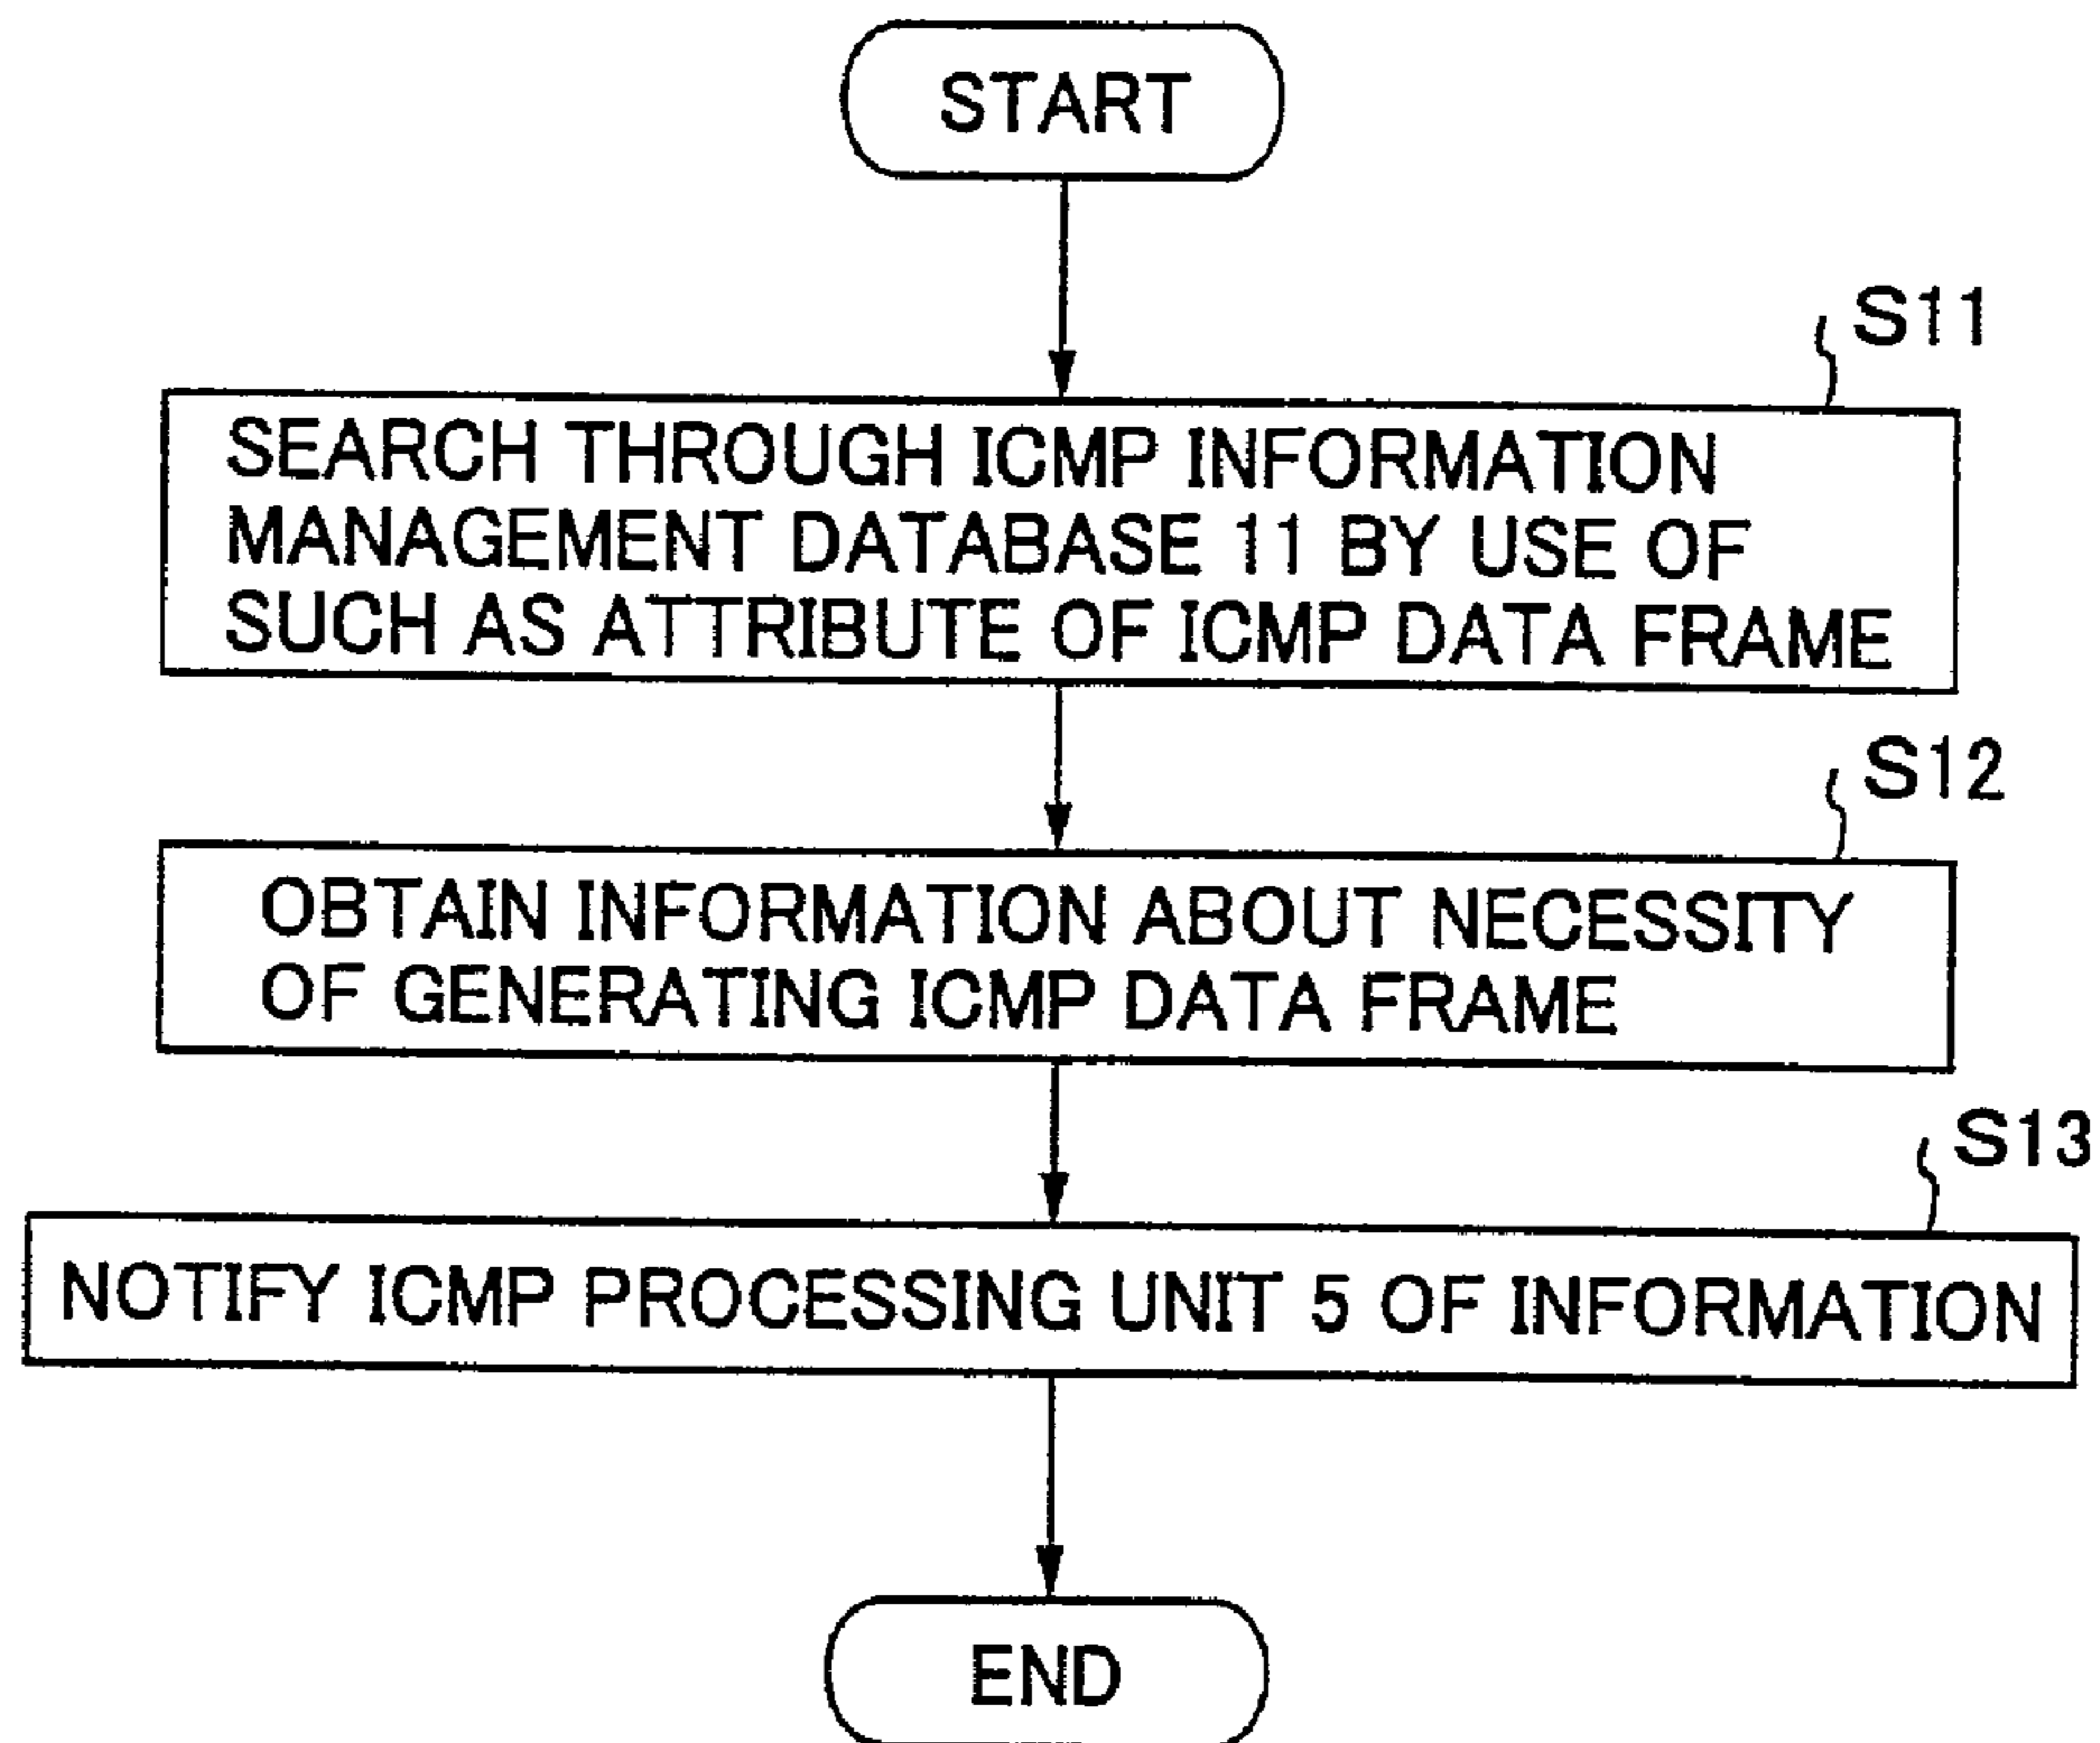 START
S11
SEARCH THROUGH ICMP INFORMATION
MANAGEMENT DATABASE 11 BY USE OF
SUCH AS ATTRIBUTE OF ICMP DATA FRAME
S12
OBTAIN INFORMATION ABOUT NECESSITY
OF GENERATING ICMP DATA FRAME
S13
NOTIFY ICMP PROCESSING UNIT 5 OF INFORMATION
END